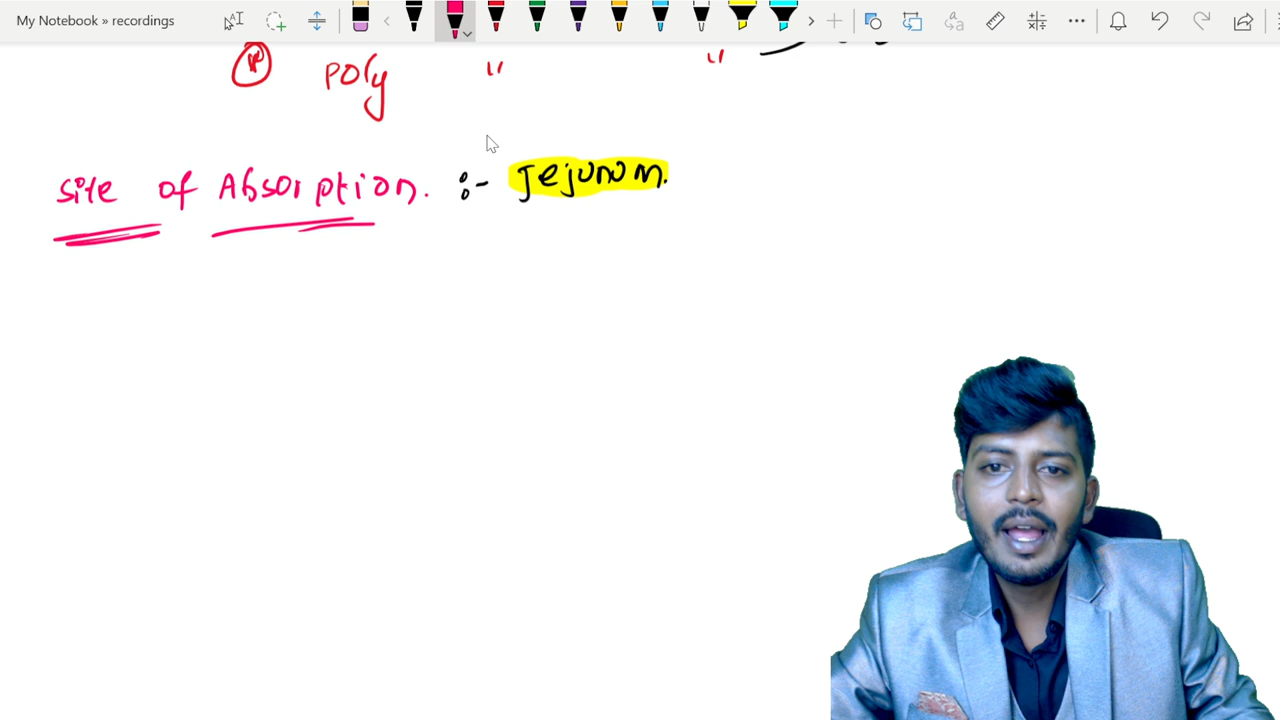 My Notebook » recordings
poly " "
site of Absorption. :- Jejunum.